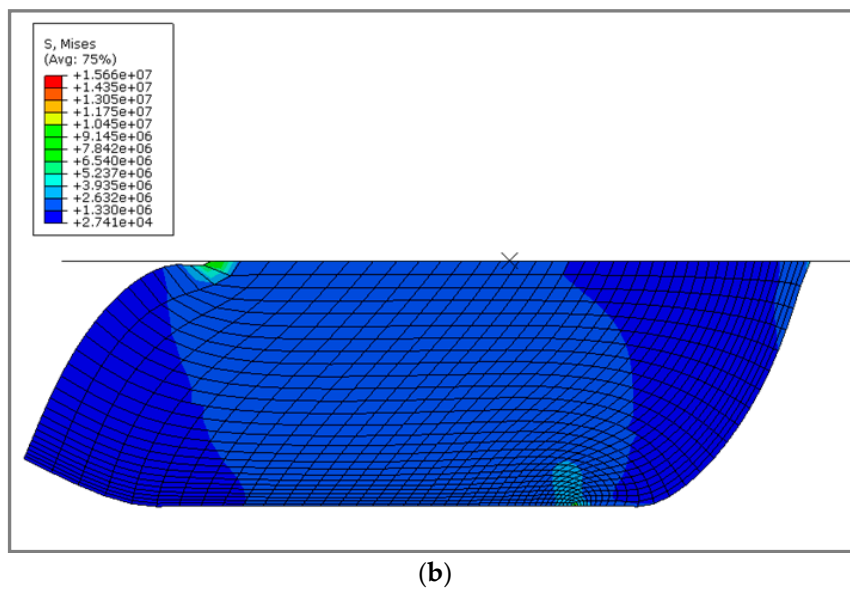 S, Mises
(Avg: 75%)
+1.566e+07
+1.435e+07
+1.305e+07
+1.175e+07
+1.045e+07
+9.145e+06
+7.842e+06
+6.540e+06
+5.237e+06
+3.935e+06
+2.632e+06
+1.330e+06
+2.741e+04
(b)